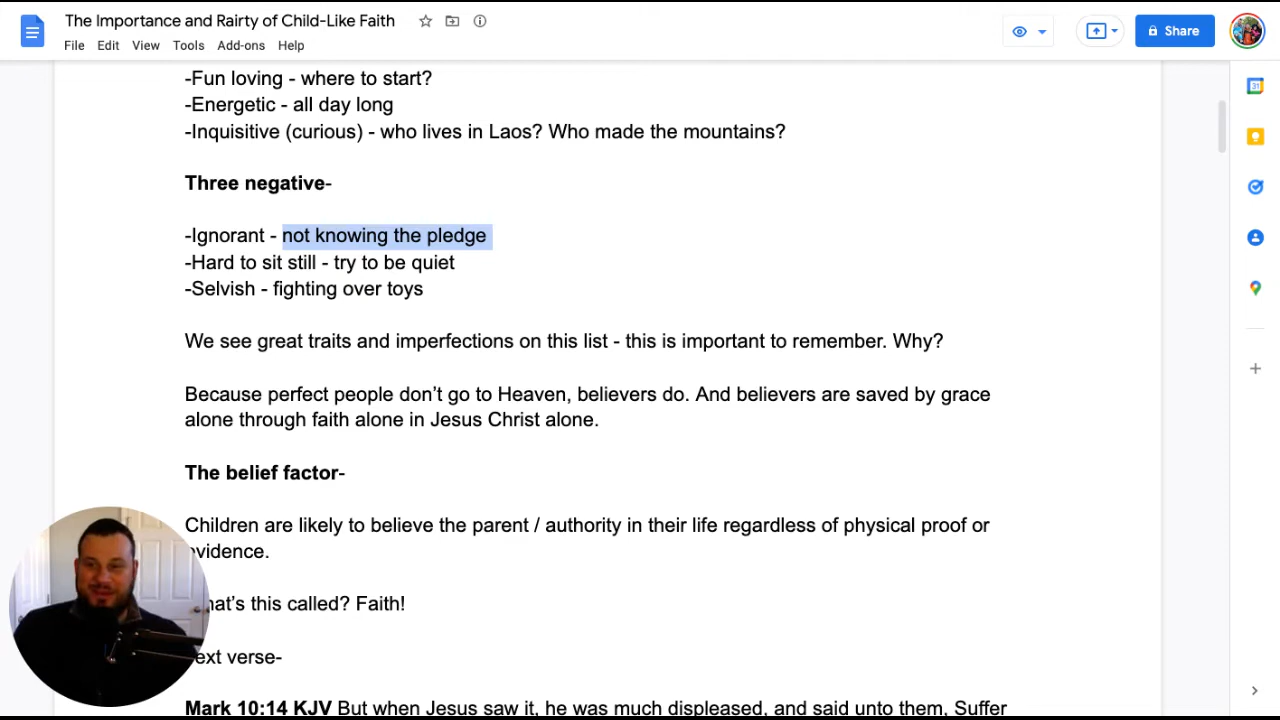 The Importance and Rairty of Child-Like Faith
File Edit View Tools Add-ons Help
Share
31
-Fun loving - where to start?
-Energetic - all day long
-Inquisitive (curious) - who lives in Laos? Who made the mountains?
Three negative-
-Ignorant - not knowing the pledge
-Hard to sit still - try to be quiet
-Selvish - fighting over toys
We see great traits and imperfections on this list - this is important to remember. Why?
Because perfect people don’t go to Heaven, believers do. And believers are saved by grace
alone through faith alone in Jesus Christ alone.
The belief factor-
Children are likely to believe the parent / authority in their life regardless of physical proof or
vidence.
hat’s this called? Faith!
ext verse-
Mark 10:14 KJV But when Jesus saw it, he was much displeased, and said unto them, Suffer